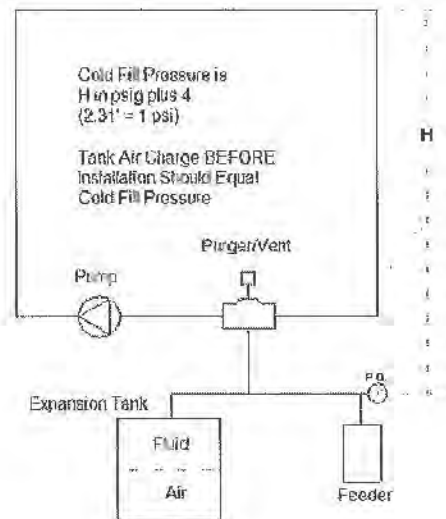 Cold Fill Pressure is
H in psig plus 4
(2.31' = 1 psi)
Tank Air Charge BEFORE
Installation Should Equal
Cold Fill Pressure
H
Purger/Vent
Pump
P.G.
Expansion Tank
Fluid
Air
Feeder